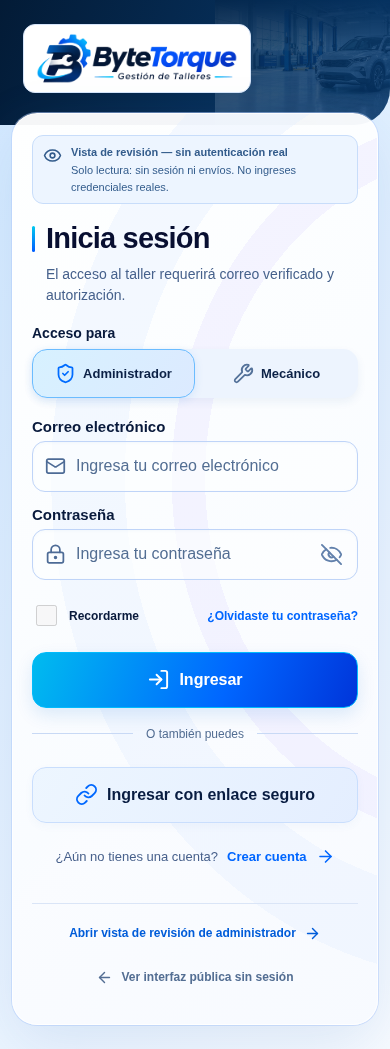 ByteTorque
Gestión de Talleres
Vista de revisión — sin autenticación real
Solo lectura: sin sesión ni envíos. No ingreses
credenciales reales.
Inicia sesión
El acceso al taller requerirá correo verificado y
autorización.
Acceso para
Administrador
Mecánico
Correo electrónico
Ingresa tu correo electrónico
Contraseña
Ingresa tu contraseña
Recordarme
¿Olvidaste tu contraseña?
Ingresar
O también puedes
Ingresar con enlace seguro
¿Aún no tienes una cuenta? Crear cuenta
Abrir vista de revisión de administrador
Ver interfaz pública sin sesión